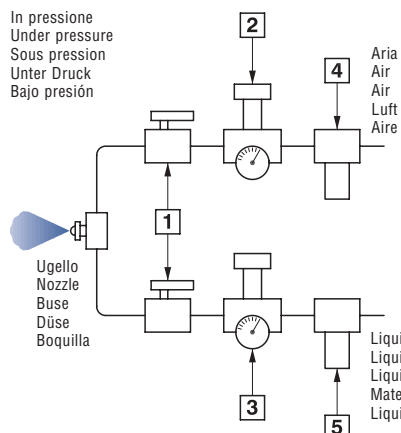 In pressione
Under pressure
Sous pression
Unter Druck
Bajo presión
2
4
Aria
Air
Air
Luft
Aire
1
Ugello
Nozzle
Buse
Düse
Boquilla
3
5